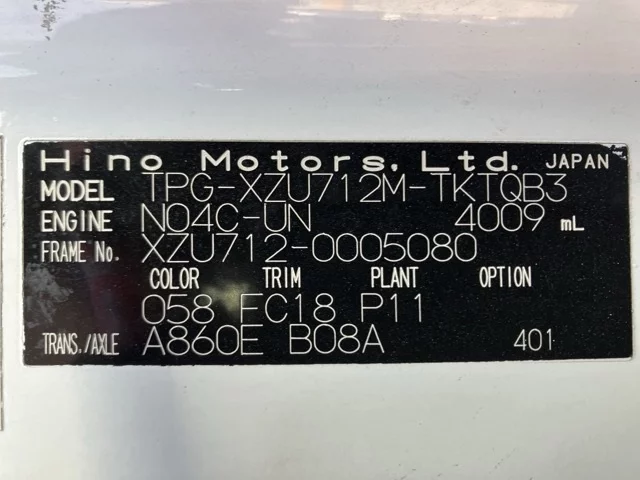 Hino Motors, Ltd. JAPAN
MODEL TPG-XZU712M-TKTQB3
ENGINE N04C-UN 4009 mL
FRAME No. XZU712-0005080
COLOR TRIM PLANT OPTION
058 FC18 P11
TRANS./AXLE A860E B08A 401